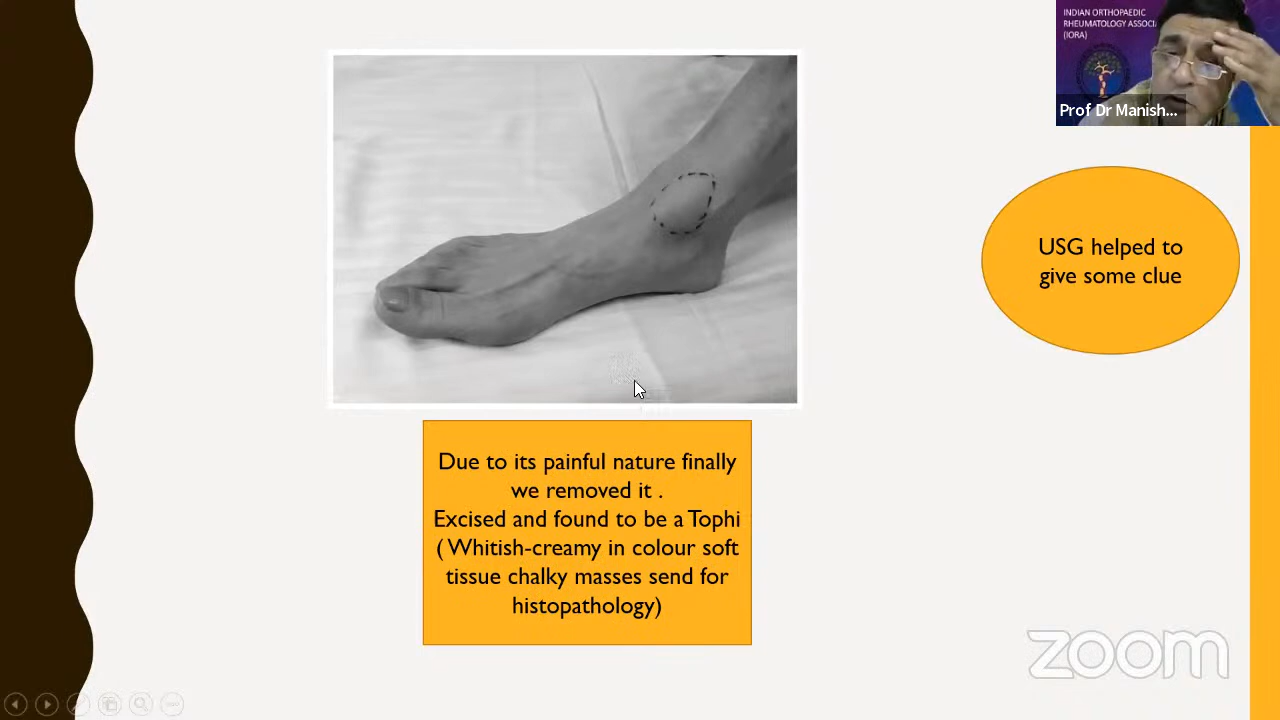 INDIAN ORTHOPAEDIC
RHEUMATOLOGY ASSOCI
(IORA)
Prof Dr Manish...
USG helped to
give some clue
Due to its painful nature finally
we removed it .
Excised and found to be a Tophi
( Whitish-creamy in colour soft
tissue chalky masses send for
histopathology)
zoom